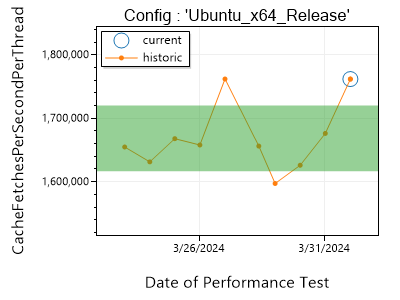 Config : 'Ubuntu_x64_Release'
CacheFetchesPerSecondPerThread
current
historic
1,800,000
1,700,000
1,600,000
3/26/2024
3/31/2024
Date of Performance Test